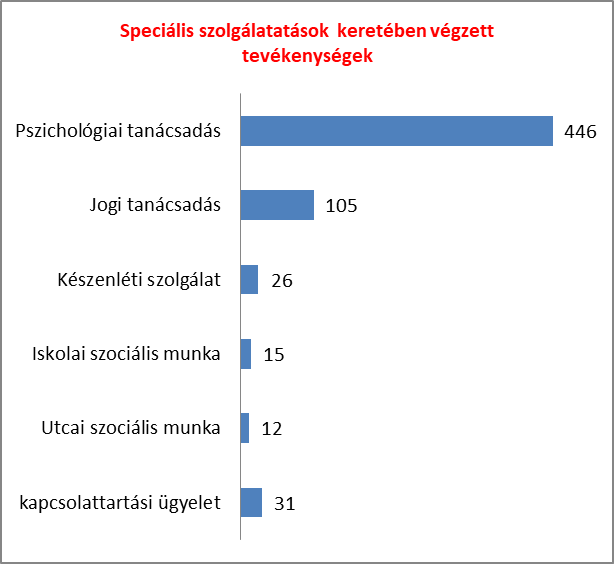 Speciális szolgálatatások keretében végzett
tevékenységek
Pszichológiai tanácsadás 446
Jogi tanácsadás 105
Készenléti szolgálat 26
Iskolai szociális munka 15
Utcai szociális munka 12
kapcsolattartási ügyelet 31